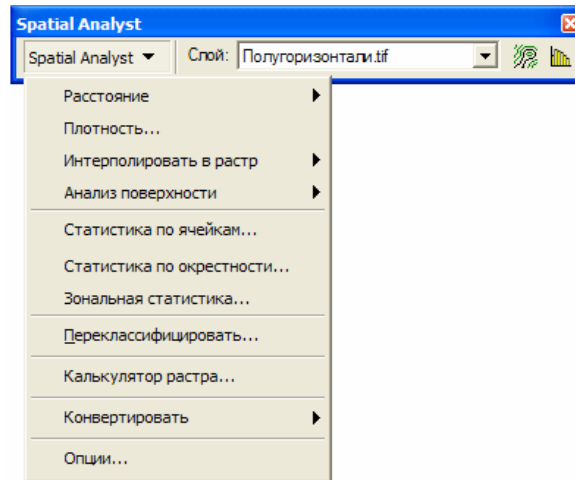 Spatial Analyst
Spatial Analyst Слой: Полугоризонтали.tif
Расстояние
Плотность...
Интерполировать в растр
Анализ поверхности
Статистика по ячейкам...
Статистика по окрестности...
Зональная статистика...
Переклассифицировать...
Калькулятор растра...
Конвертировать
Опции...